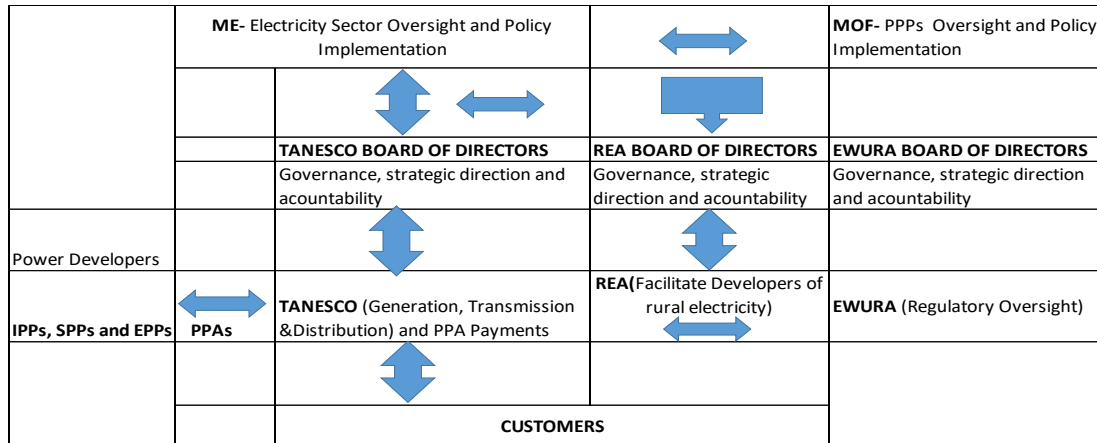 ME- Electricity Sector Oversight and Policy
Implementation
MOF- PPPs Oversight and Policy
Implementation
TANESCO BOARD OF DIRECTORS
REA BOARD OF DIRECTORS
EWURA BOARD OF DIRECTORS
Governance, strategic direction and
acountability
Governance, strategic
direction and acountability
Governance, strategic direction
and acountability
Power Developers
IPPs, SPPs and EPPs
PPAs
TANESCO (Generation, Transmission
&Distribution) and PPA Payments
REA(Facilitate Developers of
rural electricity)
EWURA (Regulatory Oversight)
CUSTOMERS